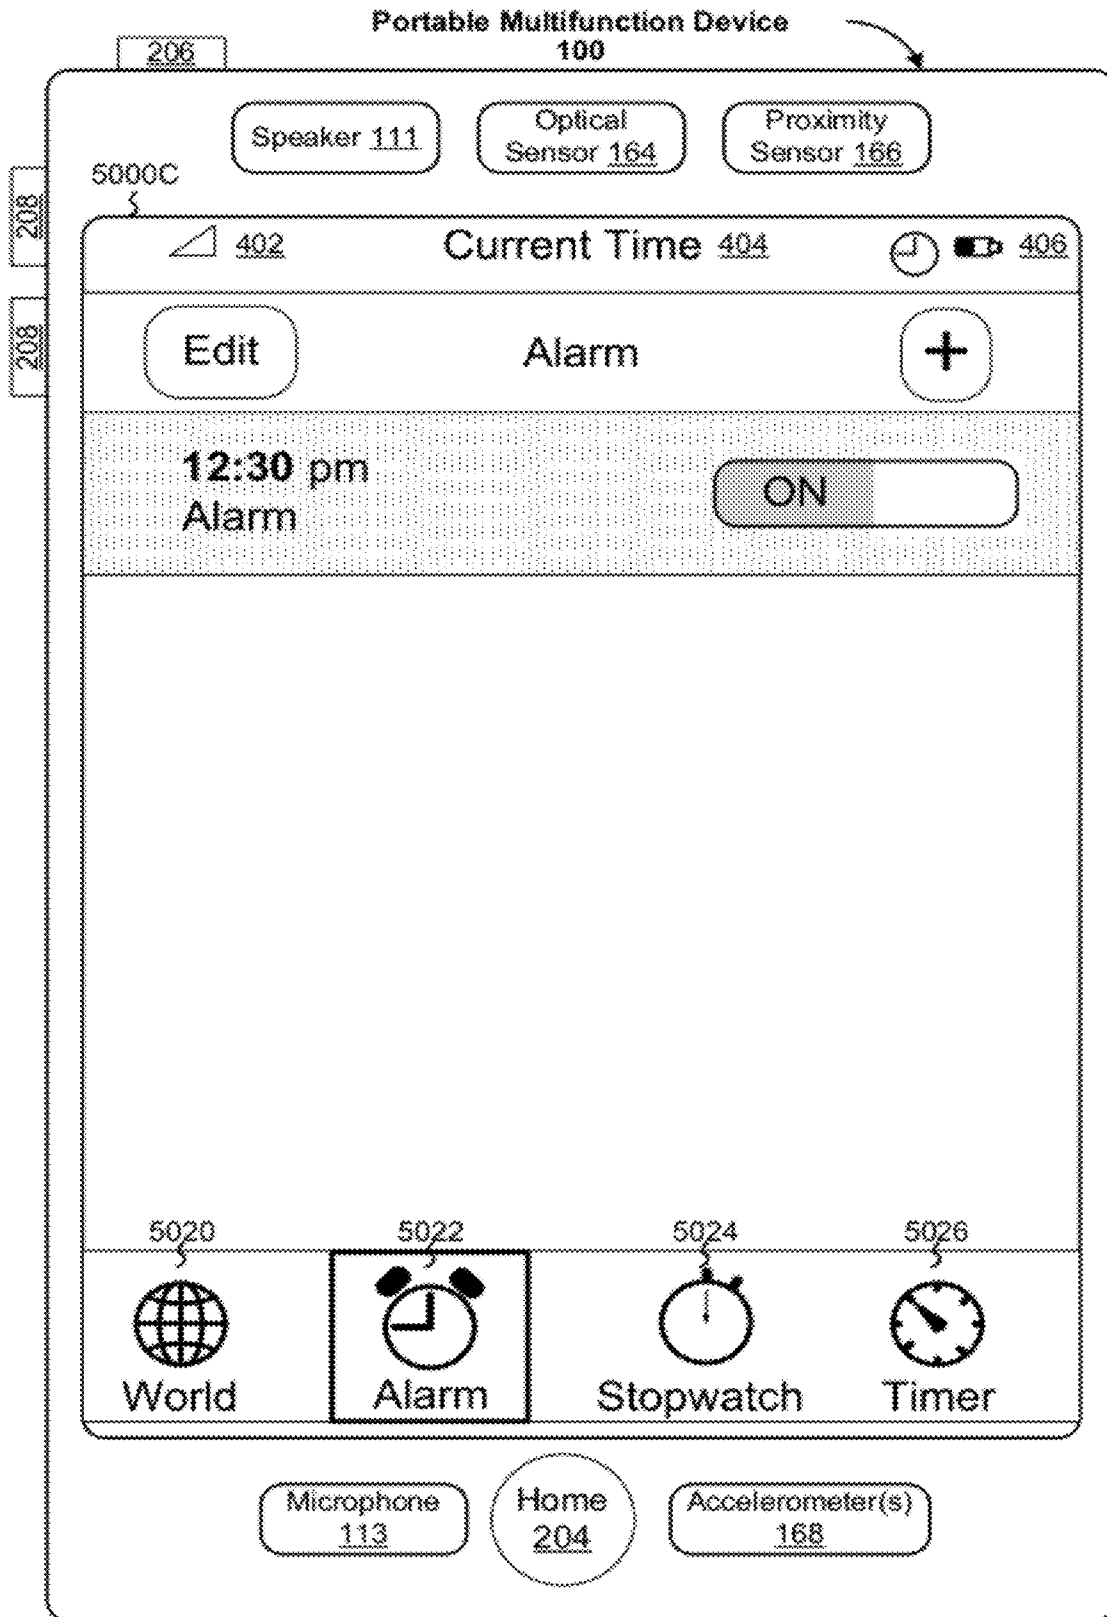 Portable Multifunction Device
100
206
Speaker 111
Optical
Sensor 164
Proximity
Sensor 166
5000C
208
208
402
Current Time 404
406
Edit
Alarm
+
12:30 pm
Alarm
ON
5020
5022
5024
5026
World
Alarm
Stopwatch
Timer
Microphone
113
Home
204
Accelerometer(s)
168